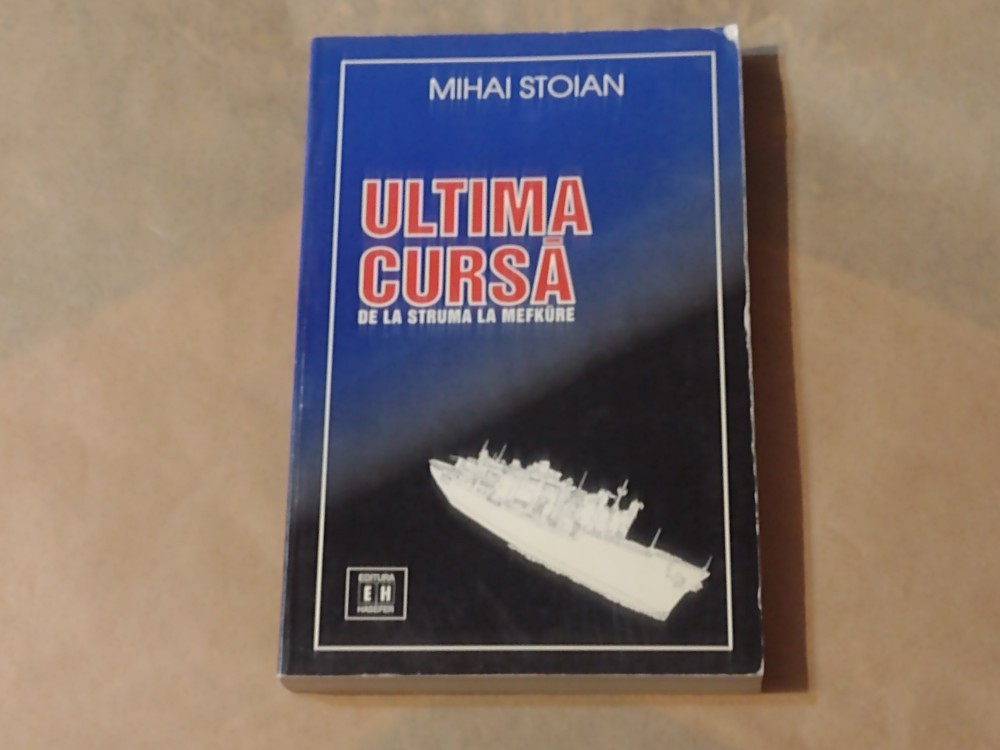 MIHAI STOIAN
ULTIMA
CURSĂ
DE LA STRUMA LA MEFKÜRE
EDITURA
E H
HASEFER